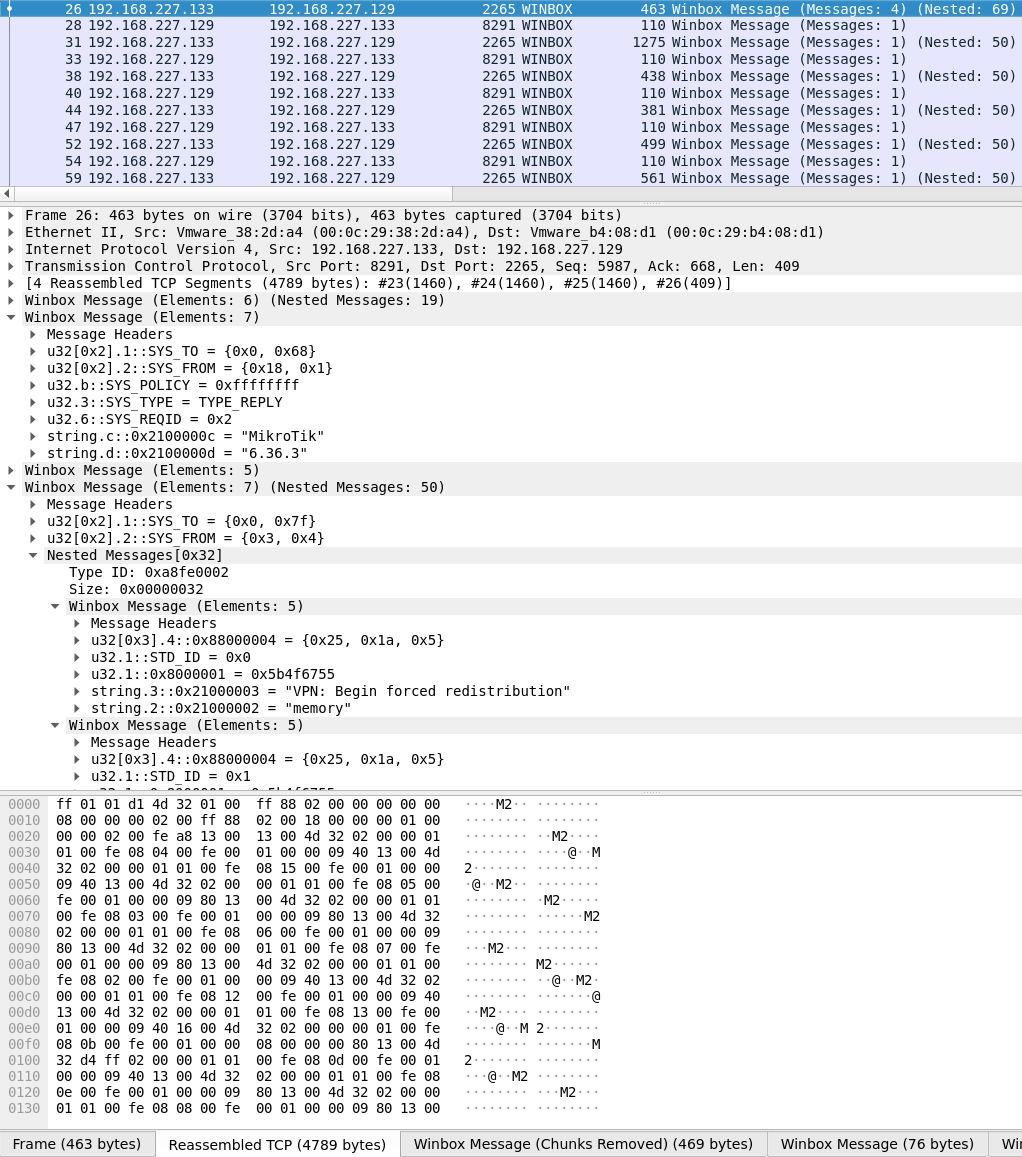 26 192.168.227.133 192.168.227.129 2265 WINBOX 463 Winbox Message (Messages: 4) (Nested: 69)
28 192.168.227.129 192.168.227.133 8291 WINBOX 110 Winbox Message (Messages: 1)
31 192.168.227.133 192.168.227.129 2265 WINBOX 1275 Winbox Message (Messages: 1) (Nested: 50)
33 192.168.227.129 192.168.227.133 8291 WINBOX 110 Winbox Message (Messages: 1)
38 192.168.227.133 192.168.227.129 2265 WINBOX 438 Winbox Message (Messages: 1) (Nested: 50)
40 192.168.227.129 192.168.227.133 8291 WINBOX 110 Winbox Message (Messages: 1)
44 192.168.227.133 192.168.227.129 2265 WINBOX 381 Winbox Message (Messages: 1) (Nested: 50)
47 192.168.227.129 192.168.227.133 8291 WINBOX 110 Winbox Message (Messages: 1)
52 192.168.227.133 192.168.227.129 2265 WINBOX 499 Winbox Message (Messages: 1) (Nested: 50)
54 192.168.227.129 192.168.227.133 8291 WINBOX 110 Winbox Message (Messages: 1)
59 192.168.227.133 192.168.227.129 2265 WINBOX 561 Winbox Message (Messages: 1) (Nested: 50)
Frame 26: 463 bytes on wire (3704 bits), 463 bytes captured (3704 bits)
Ethernet II, Src: Vmware_38:2d:a4 (00:0c:29:38:2d:a4), Dst: Vmware_b4:08:d1 (00:0c:29:b4:08:d1)
Internet Protocol Version 4, Src: 192.168.227.133, Dst: 192.168.227.129
Transmission Control Protocol, Src Port: 8291, Dst Port: 2265, Seq: 5987, Ack: 668, Len: 409
[4 Reassembled TCP Segments (4789 bytes): #23(1460), #24(1460), #25(1460), #26(409)]
Winbox Message (Elements: 6) (Nested Messages: 19)
Winbox Message (Elements: 7)
Message Headers
u32[0x2].1::SYS_TO = {0x0, 0x68}
u32[0x2].2::SYS_FROM = {0x18, 0x1}
u32.b::SYS_POLICY = 0xffffffff
u32.3::SYS_TYPE = TYPE_REPLY
u32.6::SYS_REQID = 0x2
string.c::0x2100000c = "MikroTik"
string.d::0x2100000d = "6.36.3"
Winbox Message (Elements: 5)
Winbox Message (Elements: 7) (Nested Messages: 50)
Message Headers
u32[0x2].1::SYS_TO = {0x0, 0x7f}
u32[0x2].2::SYS_FROM = {0x3, 0x4}
Nested Messages[0x32]
Type ID: 0xa8fe0002
Size: 0x00000032
Winbox Message (Elements: 5)
Message Headers
u32[0x3].4::0x88000004 = {0x25, 0x1a, 0x5}
u32.1::STD_ID = 0x0
u32.1::0x8000001 = 0x5b4f6755
string.3::0x21000003 = "VPN: Begin forced redistribution"
string.2::0x21000002 = "memory"
Winbox Message (Elements: 5)
Message Headers
u32[0x3].4::0x88000004 = {0x25, 0x1a, 0x5}
u32.1::STD_ID = 0x1
0000 ff 01 01 d1 4d 32 01 00 ff 88 02 00 00 00 00 00 ····M2·· ········
0010 08 00 00 00 02 00 ff 88 02 00 18 00 00 00 01 00 ········ ········
0020 00 00 02 00 fe a8 13 00 13 00 4d 32 02 00 00 01 ········ ··M2····
0030 01 00 fe 08 04 00 fe 00 01 00 00 09 40 13 00 4d ········ ····@··M
0040 32 02 00 00 01 01 00 fe 08 15 00 fe 00 01 00 00 2······· ········
0050 09 40 13 00 4d 32 02 00 00 01 01 00 fe 08 05 00 ·@··M2·· ········
0060 fe 00 01 00 00 09 80 13 00 4d 32 02 00 00 01 01 ········ ·M2·····
0070 00 fe 08 03 00 fe 00 01 00 00 09 80 13 00 4d 32 ········ ······M2
0080 02 00 00 01 01 00 fe 08 06 00 fe 00 01 00 00 09 ········ ········
0090 80 13 00 4d 32 02 00 00 01 01 00 fe 08 07 00 fe ···M2··· ········
00a0 00 01 00 00 09 80 13 00 4d 32 02 00 00 01 01 00 ········ M2······
00b0 fe 08 02 00 fe 00 01 00 00 09 40 13 00 4d 32 02 ········ ··@··M2·
00c0 00 00 01 01 00 fe 08 12 00 fe 00 01 00 00 09 40 ········ ·······@
00d0 13 00 4d 32 02 00 00 01 01 00 fe 08 13 00 fe 00 ··M2···· ········
00e0 01 00 00 09 40 16 00 4d 32 02 00 00 00 01 00 fe ····@··M 2·······
00f0 08 0b 00 fe 00 01 00 00 08 00 00 00 80 13 00 4d ········ ·······M
0100 32 d4 ff 02 00 00 01 01 00 fe 08 0d 00 fe 00 01 2······· ········
0110 00 00 09 40 13 00 4d 32 02 00 00 01 01 00 fe 08 ···@··M2 ········
0120 0e 00 fe 00 01 00 00 09 80 13 00 4d 32 02 00 00 ········ ···M2···
0130 01 01 00 fe 08 08 00 fe 00 01 00 00 09 80 13 00 ········ ········
Frame (463 bytes) Reassembled TCP (4789 bytes) Winbox Message (Chunks Removed) (469 bytes) Winbox Message (76 bytes)